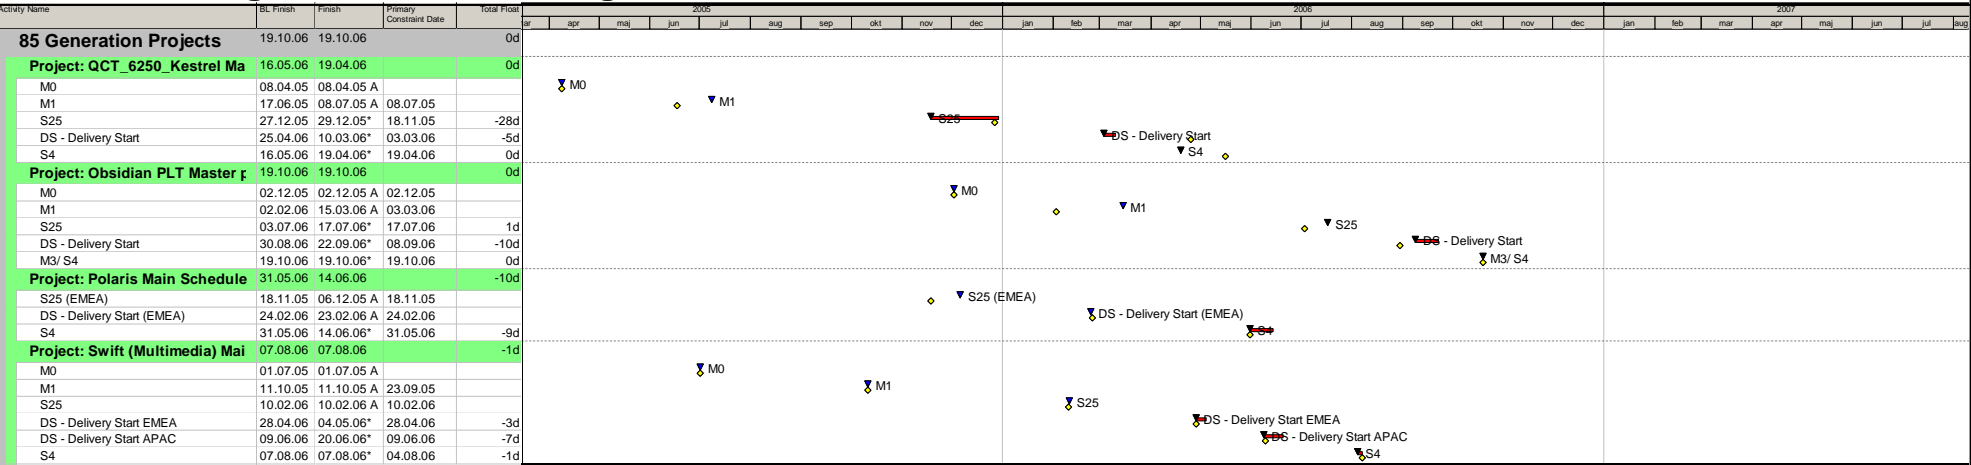 Activity Name BL Finish Finish Primary Constraint Date Total Float
2005 2006 2007
ar apr maj jun jul aug sep okt nov dec jan feb mar apr maj jun jul aug sep okt nov dec jan feb mar apr maj jun jul aug
85 Generation Projects 19.10.06 19.10.06 0d
Project: QCT_6250_Kestrel Ma 16.05.06 19.04.06 0d
M0 08.04.05 08.04.05 A M0
M1 17.06.05 08.07.05 A 08.07.05 M1
S25 27.12.05 29.12.05* 18.11.05 -28d S25
DS - Delivery Start 25.04.06 10.03.06* 03.03.06 -5d DS - Delivery Start
S4 16.05.06 19.04.06* 19.04.06 0d S4
Project: Obsidian PLT Master p 19.10.06 19.10.06 0d
M0 02.12.05 02.12.05 A 02.12.05 M0
M1 02.02.06 15.03.06 A 03.03.06 M1
S25 03.07.06 17.07.06* 17.07.06 1d S25
DS - Delivery Start 30.08.06 22.09.06* 08.09.06 -10d DS - Delivery Start
M3/ S4 19.10.06 19.10.06* 19.10.06 0d M3/ S4
Project: Polaris Main Schedule 31.05.06 14.06.06 -10d
S25 (EMEA) 18.11.05 06.12.05 A 18.11.05 S25 (EMEA)
DS - Delivery Start (EMEA) 24.02.06 23.02.06 A 24.02.06 DS - Delivery Start (EMEA)
S4 31.05.06 14.06.06* 31.05.06 -9d S4
Project: Swift (Multimedia) Mai 07.08.06 07.08.06 -1d
M0 01.07.05 01.07.05 A M0
M1 11.10.05 11.10.05 A 23.09.05 M1
S25 10.02.06 10.02.06 A 10.02.06 S25
DS - Delivery Start EMEA 28.04.06 04.05.06* 28.04.06 -3d DS - Delivery Start EMEA
DS - Delivery Start APAC 09.06.06 20.06.06* 09.06.06 -7d DS - Delivery Start APAC
S4 07.08.06 07.08.06* 04.08.06 -1d S4